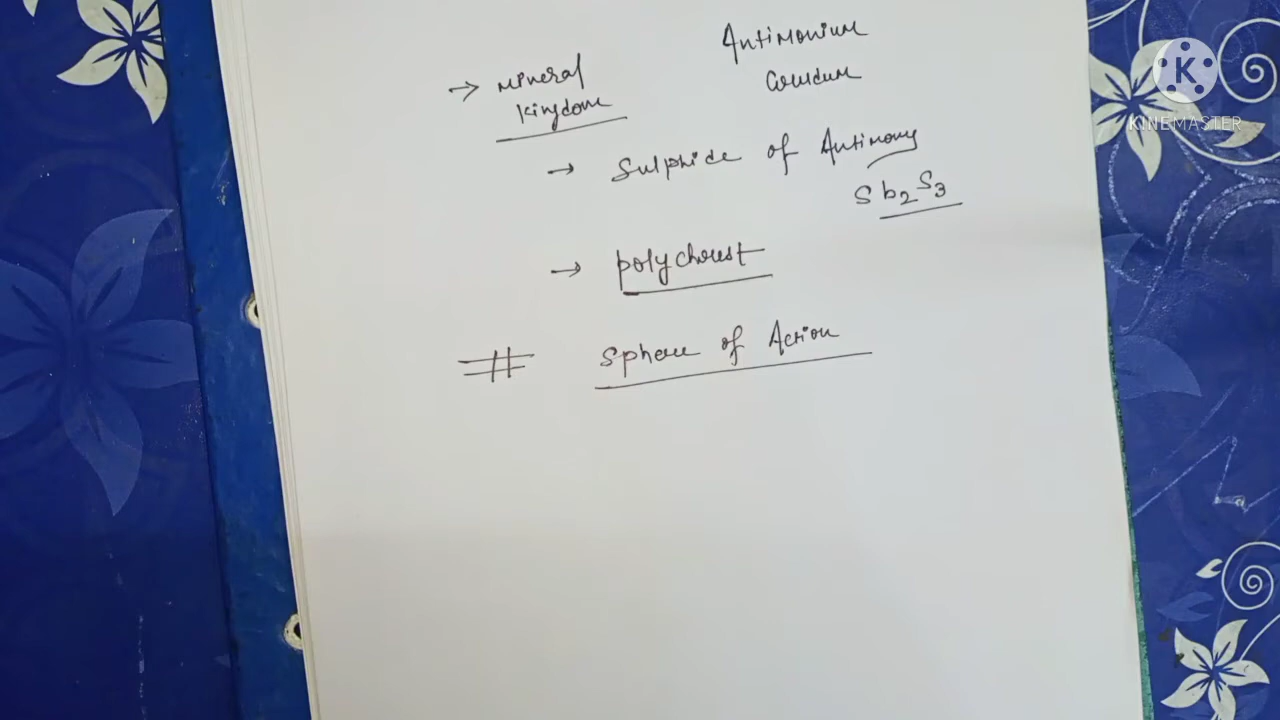 Antimonium
Crudum
→ Mineral
Kingdom
→ Sulphide of Antimony
Sb2S3
→ polychrest
# Sphere of Action
K
KINEMASTER